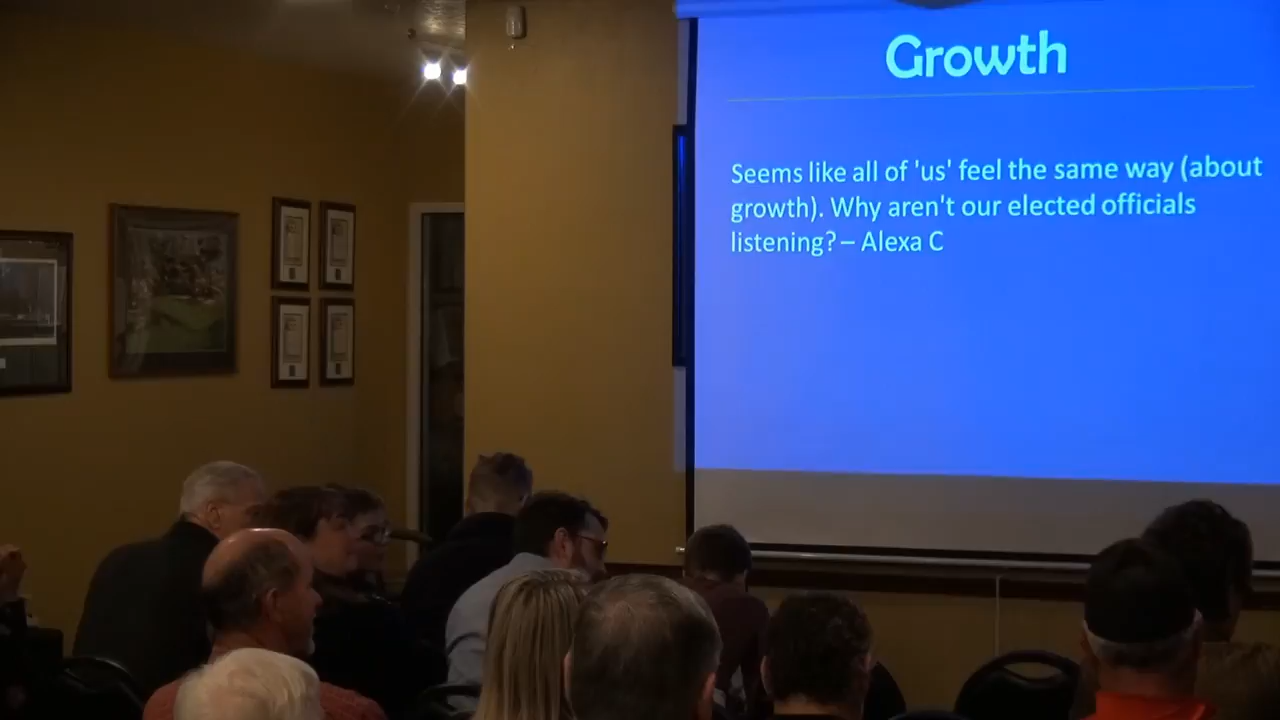 Growth
Seems like all of 'us' feel the same way (about
growth). Why aren't our elected officials
listening? – Alexa C